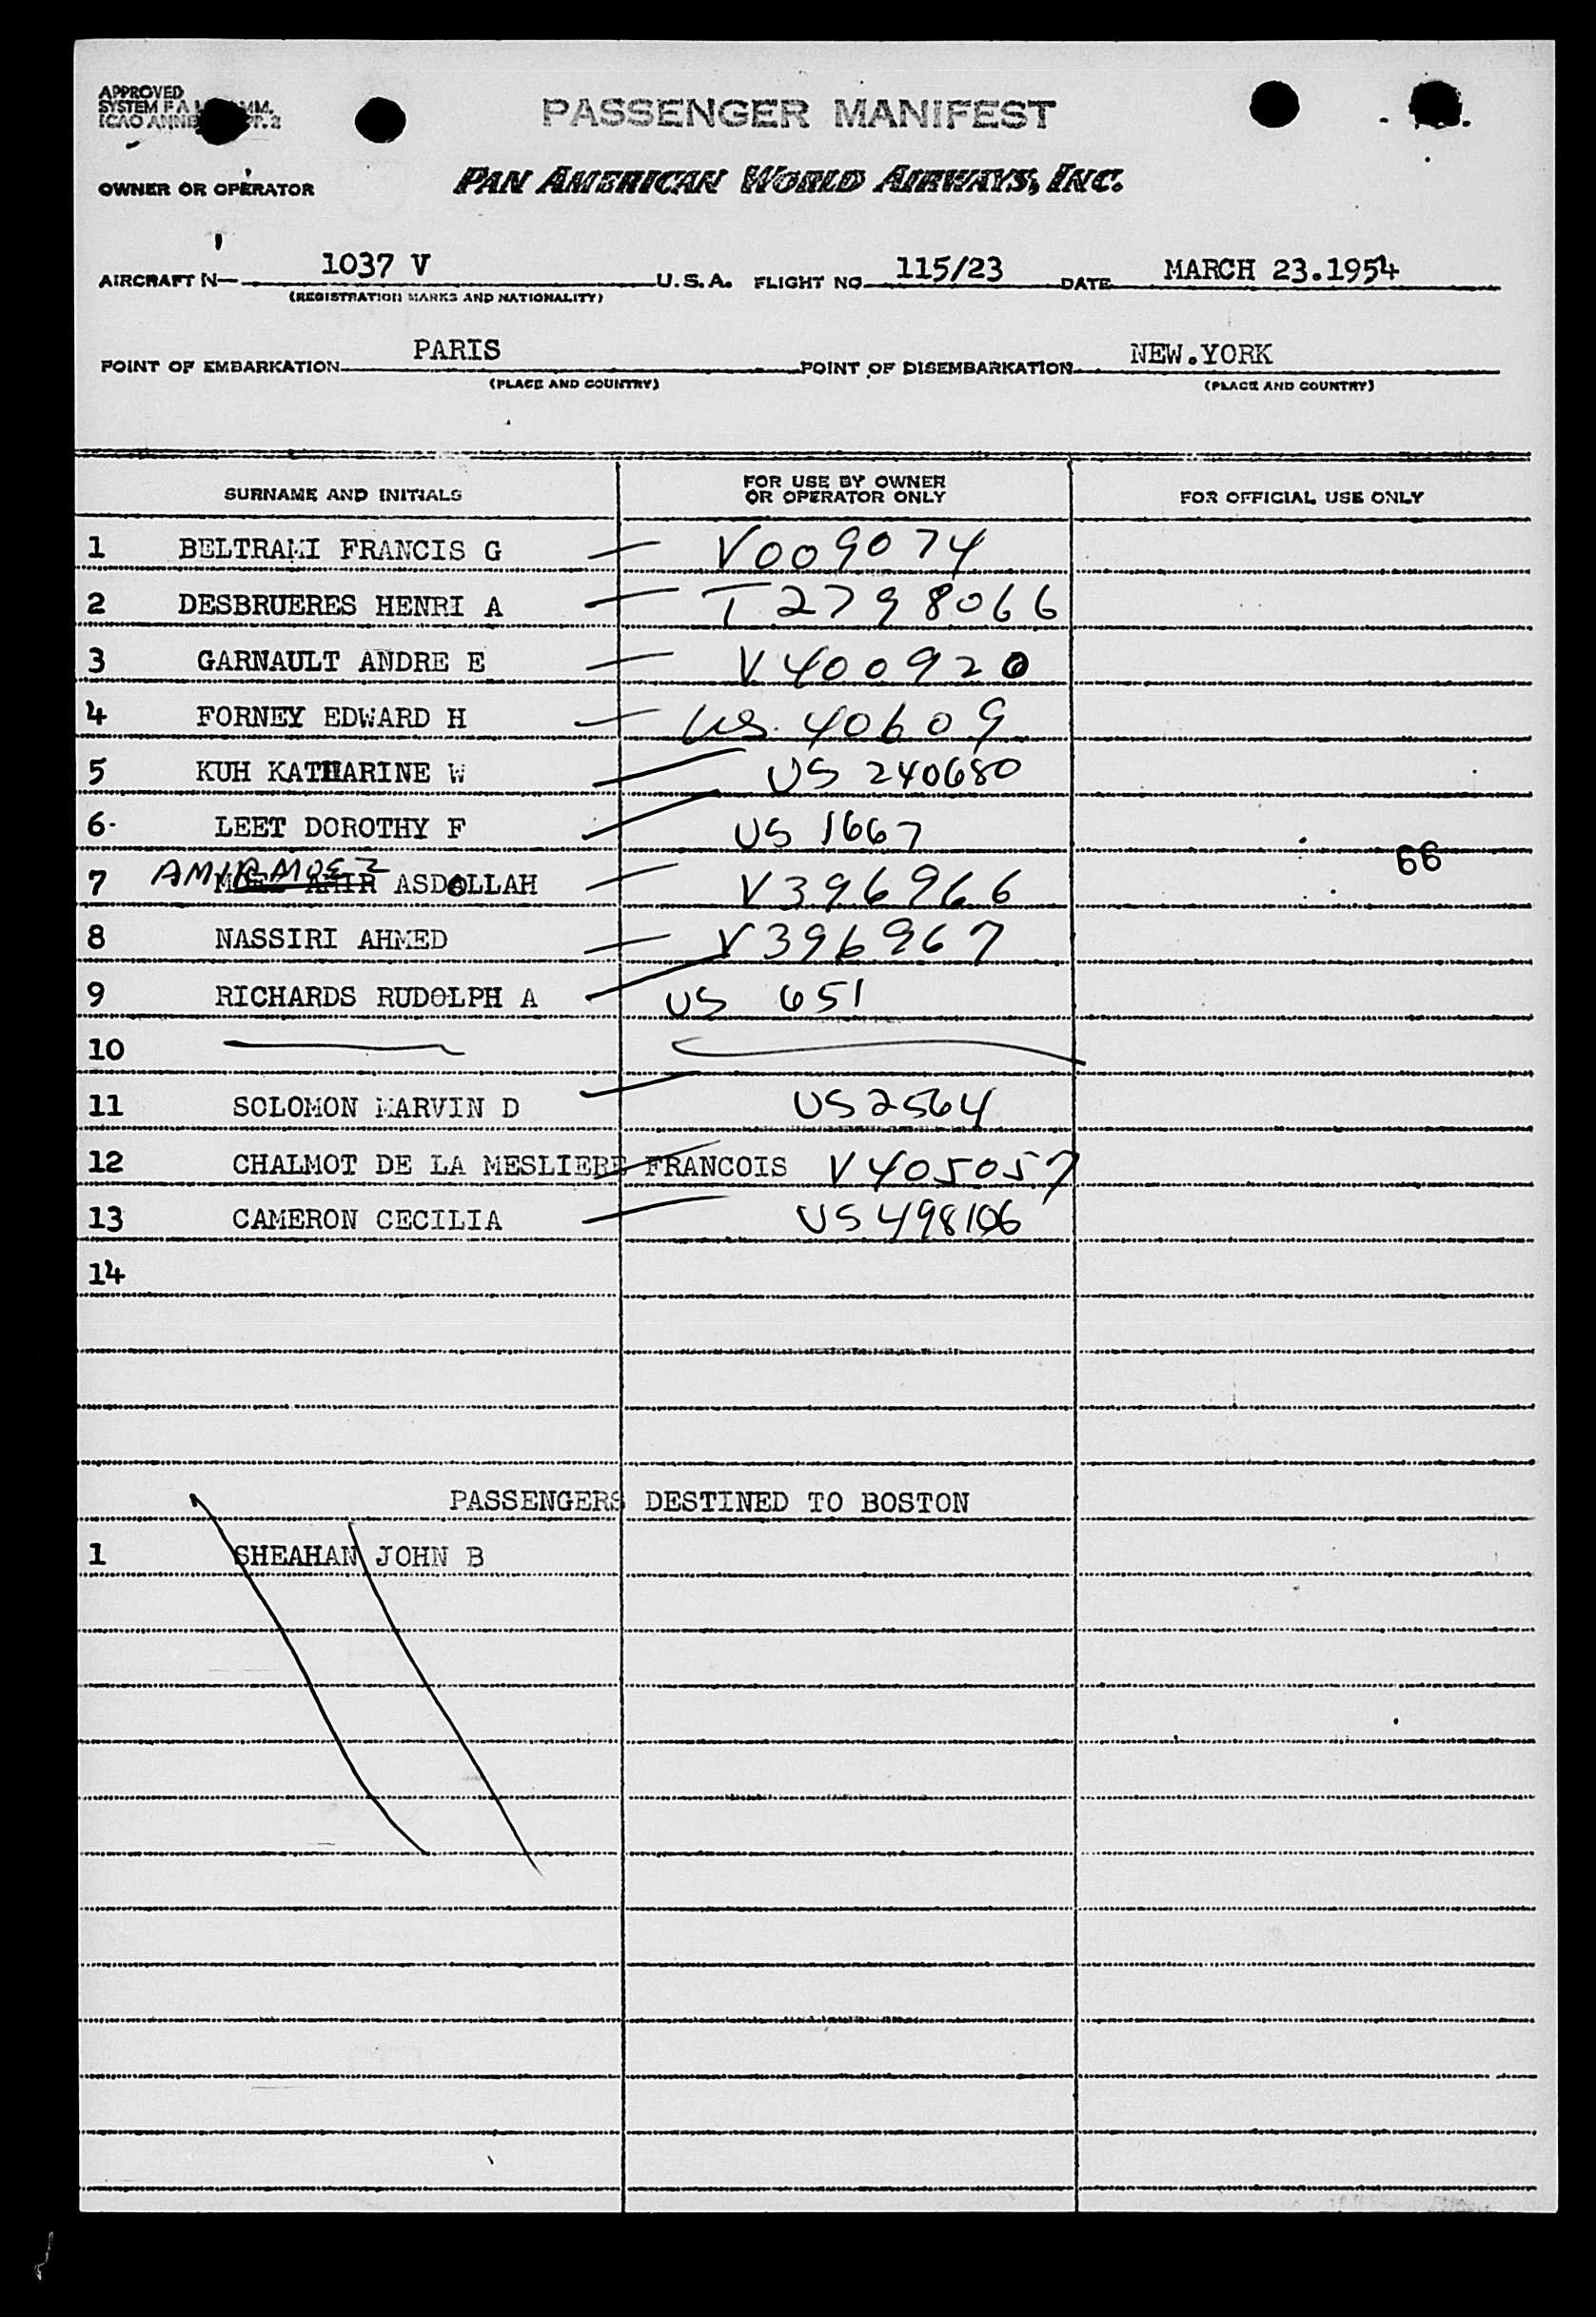 APPROVED
SYSTEM
ICAO
PASSENGER MANIFEST
OWNER OR OPERATOR PAN AMERICAN WORLD AIRWAYS, INC.
AIRCRAFT N— 1037 V U.S.A. FLIGHT NO 115/23 DATE MARCH 23.1954
(REGISTRATION MARKS AND NATIONALITY)
POINT OF EMBARKATION PARIS POINT OF DISEMBARKATION NEW.YORK
(PLACE AND COUNTRY) (PLACE AND COUNTRY)
SURNAME AND INITIALS FOR USE BY OWNER OR OPERATOR ONLY FOR OFFICIAL USE ONLY
1 BELTRAMI FRANCIS G V009074
2 DESBRUERES HENRI A T2798066
3 GARNAULT ANDRE E V400920
4 FORNEY EDWARD H US. 40609
5 KUH KATHARINE W US 240680
6- LEET DOROTHY F US 1667
66
7 AMIRMOEZ AMIR ASDOLLAH V396966
8 NASSIRI AHMED V396967
9 RICHARDS RUDOLPH A US 651
10
11 SOLOMON MARVIN D US2564
12 CHALMOT DE LA MESLIERE FRANCOIS V405057
13 CAMERON CECILIA US498106
14
PASSENGERS DESTINED TO BOSTON
1 SHEAHAN JOHN B